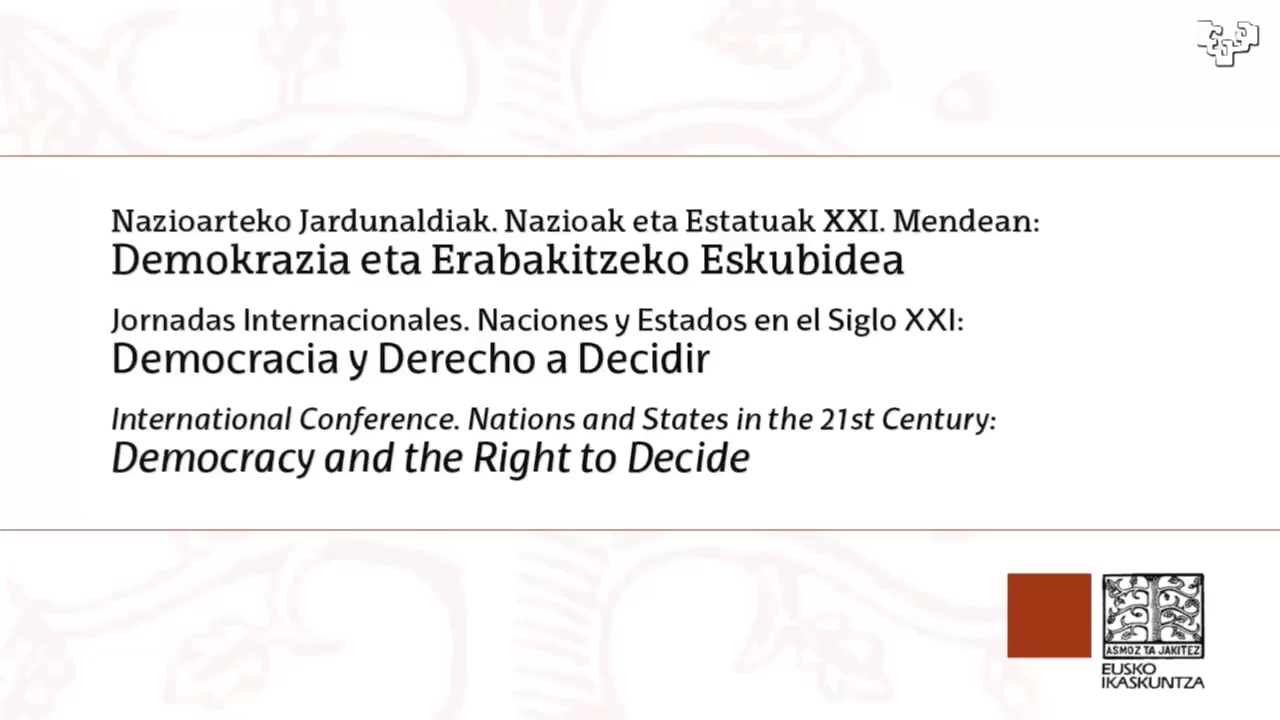 Nazioarteko Jardunaldiak. Nazioak eta Estatuak XXI. Mendean:
Demokrazia eta Erabakitzeko Eskubidea
Jornadas Internacionales. Naciones y Estados en el Siglo XXI:
Democracia y Derecho a Decidir
International Conference. Nations and States in the 21st Century:
Democracy and the Right to Decide
ASMOZ TA JAKITEZ
EUSKO
IKASKUNTZA